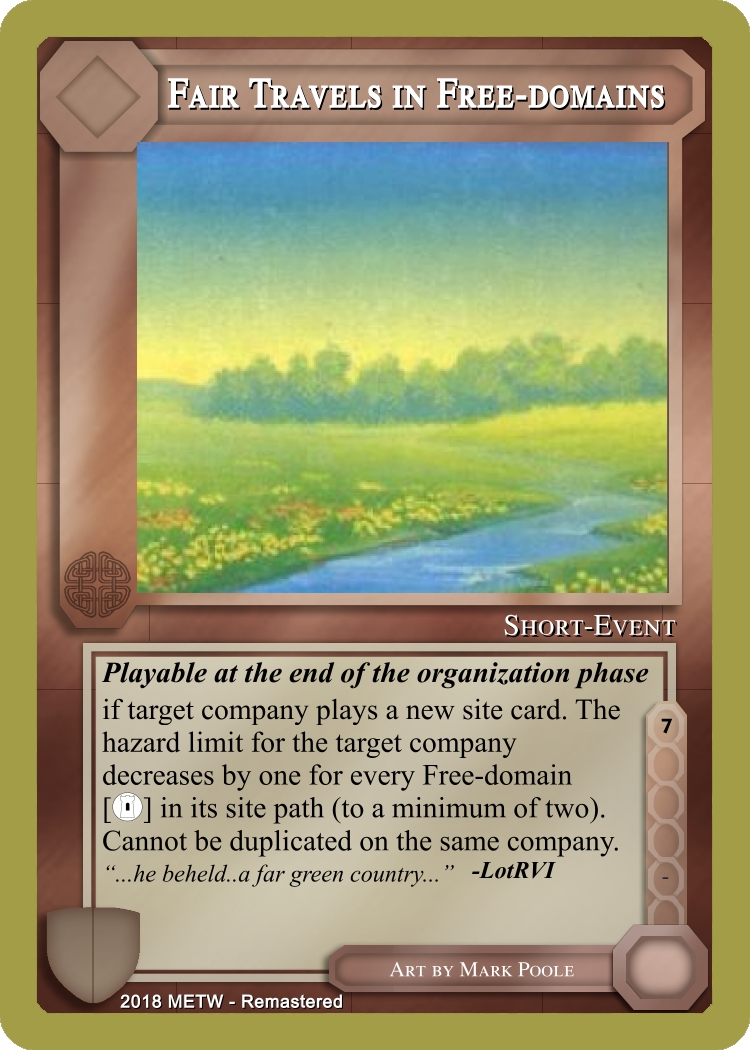 Fair Travels in Free-domains
Short-Event
Playable at the end of the organization phase
if target company plays a new site card. The
hazard limit for the target company
decreases by one for every Free-domain
[ ] in its site path (to a minimum of two).
Cannot be duplicated on the same company.
“...he beheld..a far green country...” -LotRVI
7
-
Art by Mark Poole
2018 METW - Remastered